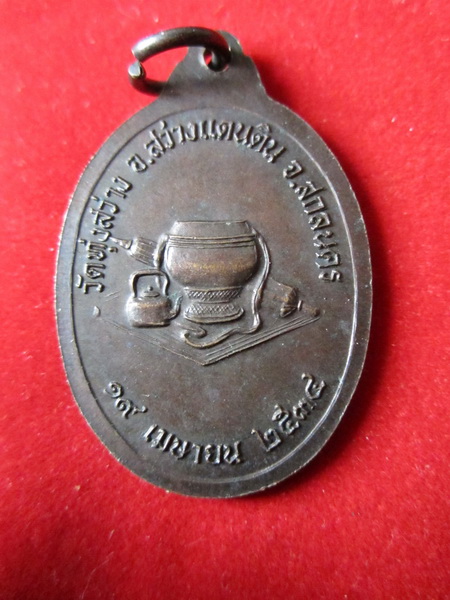 วัดทุ่งสว่าง อ.สว่างแดนดิน จ.สกลนคร
๑๙ เมษายน ๒๕๓๔